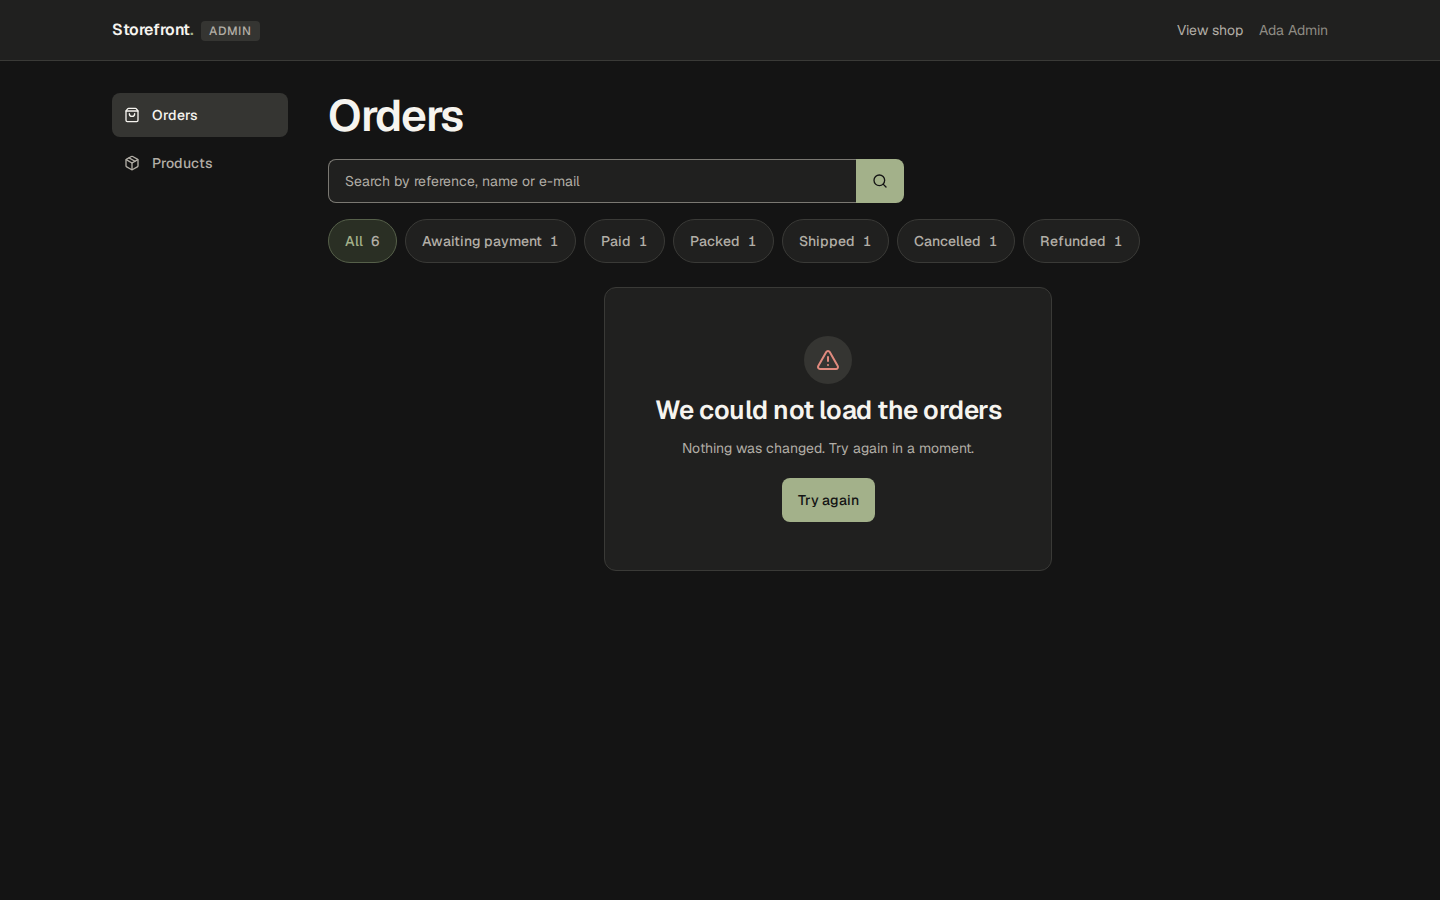 Storefront. ADMIN
View shop Ada Admin
Orders
Products
Orders
Search by reference, name or e-mail
All 6 Awaiting payment 1 Paid 1 Packed 1 Shipped 1 Cancelled 1 Refunded 1
We could not load the orders
Nothing was changed. Try again in a moment.
Try again